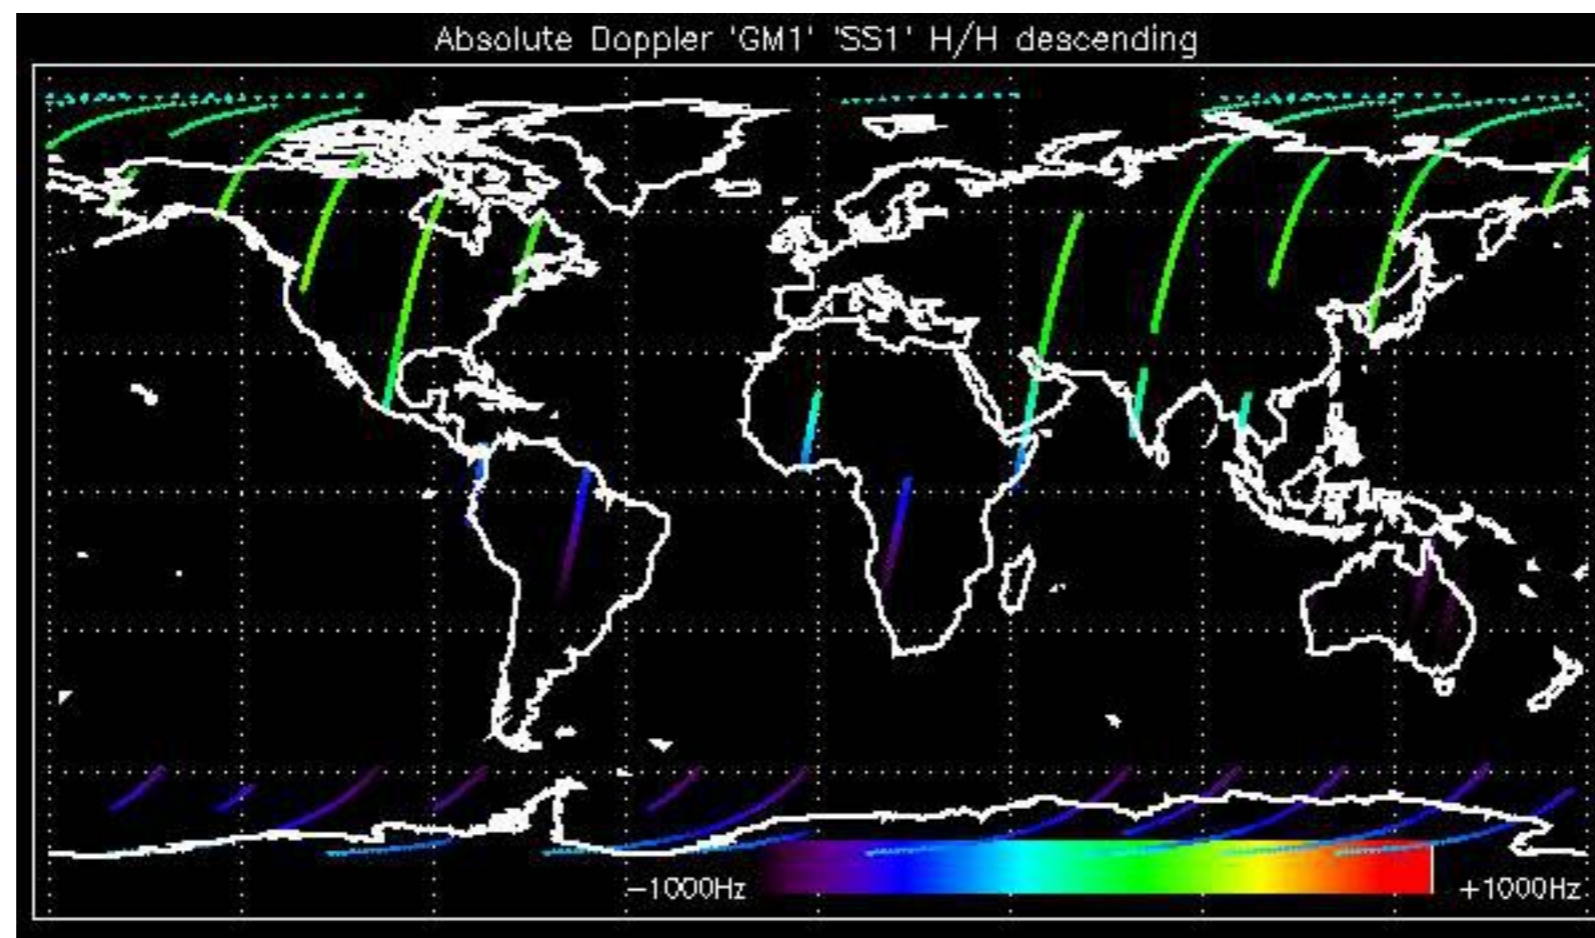 Absolute Doppler 'GM1' 'SS1' H/H descending
−1000Hz
+1000Hz